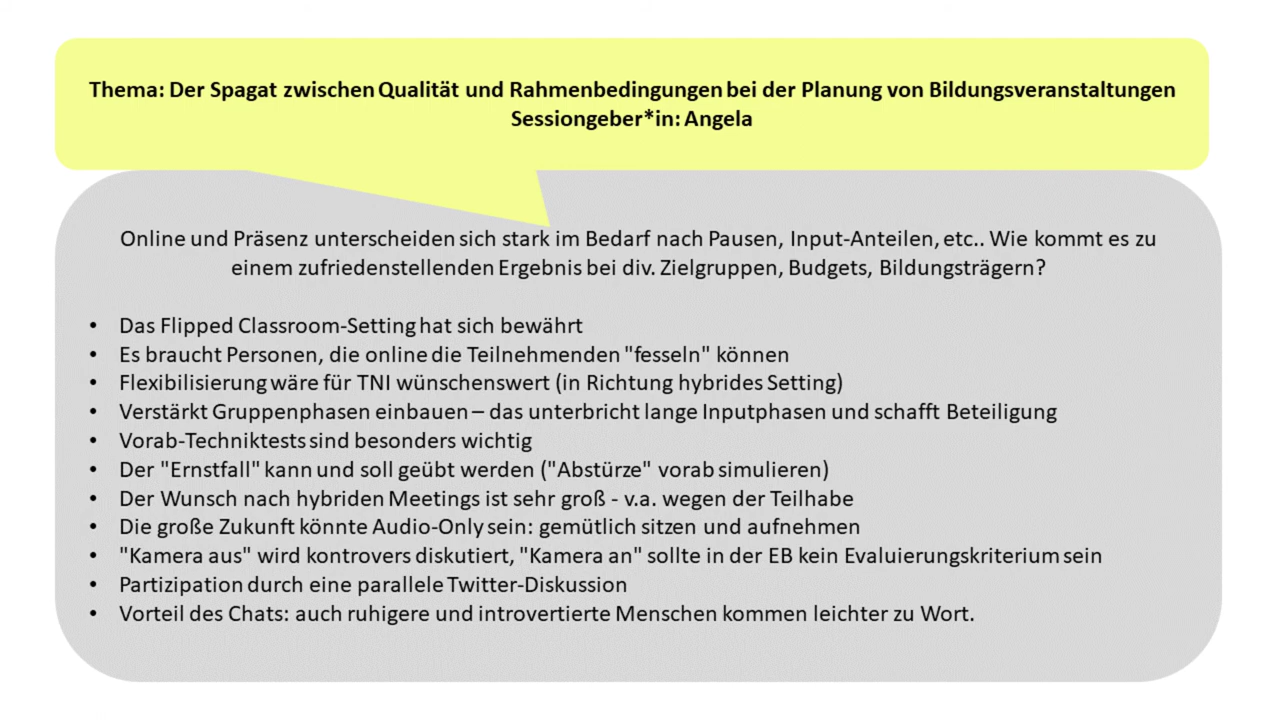 Thema: Der Spagat zwischen Qualität und Rahmenbedingungen bei der Planung von Bildungsveranstaltungen
Sessiongeber*in: Angela
Online und Präsenz unterscheiden sich stark im Bedarf nach Pausen, Input-Anteilen, etc.. Wie kommt es zu
einem zufriedenstellenden Ergebnis bei div. Zielgruppen, Budgets, Bildungsträgern?
• Das Flipped Classroom-Setting hat sich bewährt
• Es braucht Personen, die online die Teilnehmenden "fesseln" können
• Flexibilisierung wäre für TNI wünschenswert (in Richtung hybrides Setting)
• Verstärkt Gruppenphasen einbauen – das unterbricht lange Inputphasen und schafft Beteiligung
• Vorab-Techniktests sind besonders wichtig
• Der "Ernstfall" kann und soll geübt werden ("Abstürze" vorab simulieren)
• Der Wunsch nach hybriden Meetings ist sehr groß - v.a. wegen der Teilhabe
• Die große Zukunft könnte Audio-Only sein: gemütlich sitzen und aufnehmen
• "Kamera aus" wird kontrovers diskutiert, "Kamera an" sollte in der EB kein Evaluierungskriterium sein
• Partizipation durch eine parallele Twitter-Diskussion
• Vorteil des Chats: auch ruhigere und introvertierte Menschen kommen leichter zu Wort.